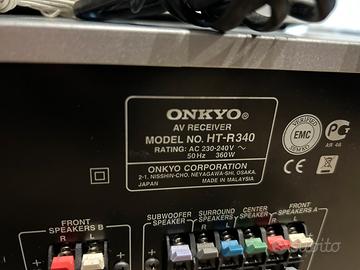 ONKYO®
AV RECEIVER
MODEL NO. HT-R340
RATING: AC 230-240V ~
50Hz 360W
ONKYO CORPORATION
2-1, NISSHIN-CHO, NEYAGAWA-SHI, OSAKA,
JAPAN MADE IN MALAYSIA
EMC
CE
АЯ 46
FRONT
SPEAKERS B
R L
SUBWOOFER
SPEAKER
SURROUND
SPEAKERS
R L
CENTER
SPEAKER
FRONT
SPEAKERS A
R L
subito